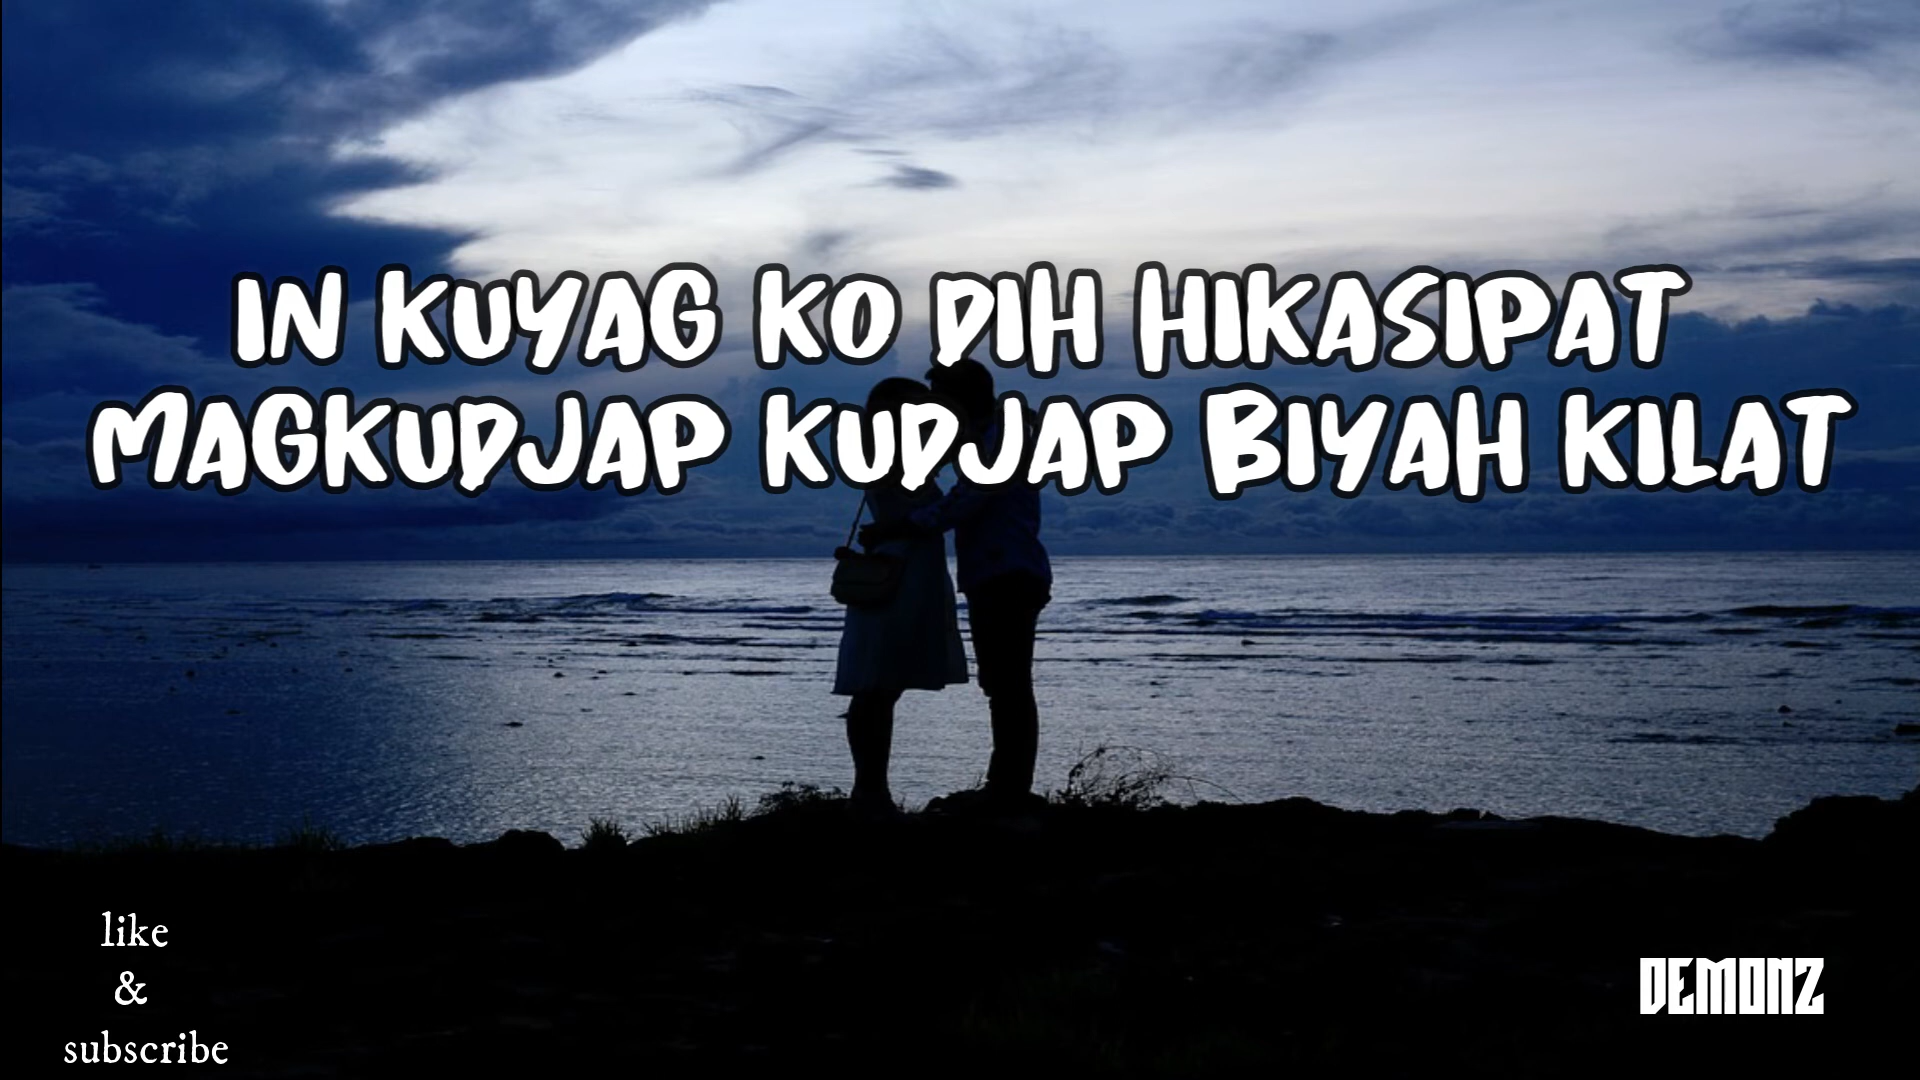 IN KUYAG KO DIH HIKASIPAT
MAGKUDJAP KUDJAP BIYAH KILAT
like
&
subscribe
DEMONZ